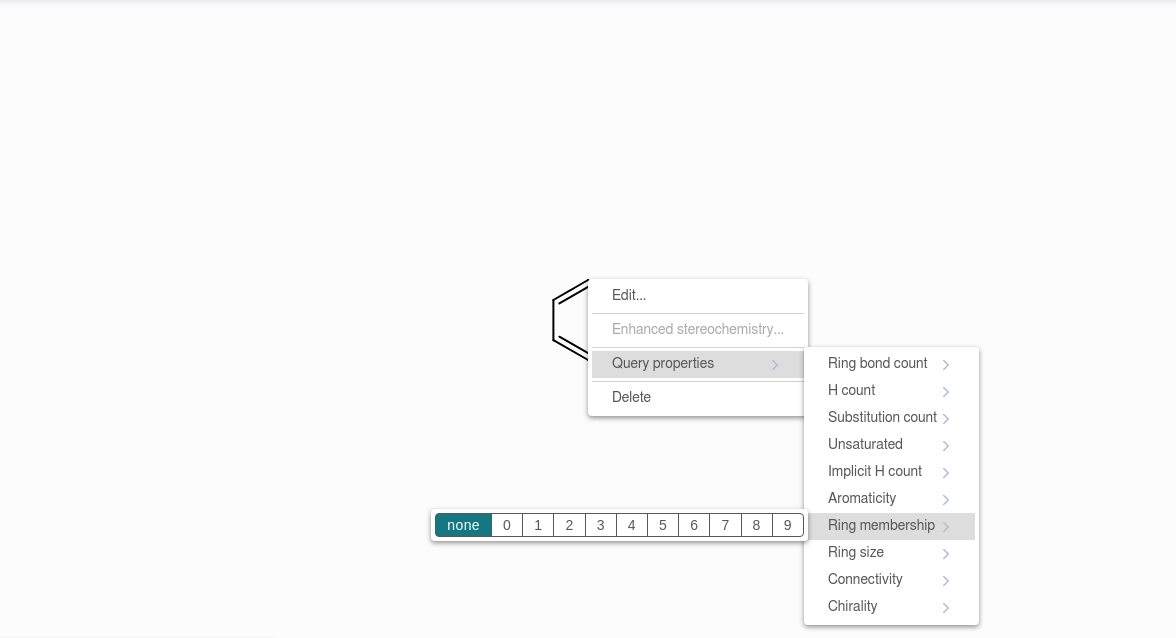 Edit...
Enhanced stereochemistry...
Query properties
Delete
Ring bond count
H count
Substitution count
Unsaturated
Implicit H count
Aromaticity
none 0 1 2 3 4 5 6 7 8 9
Ring membership
Ring size
Connectivity
Chirality